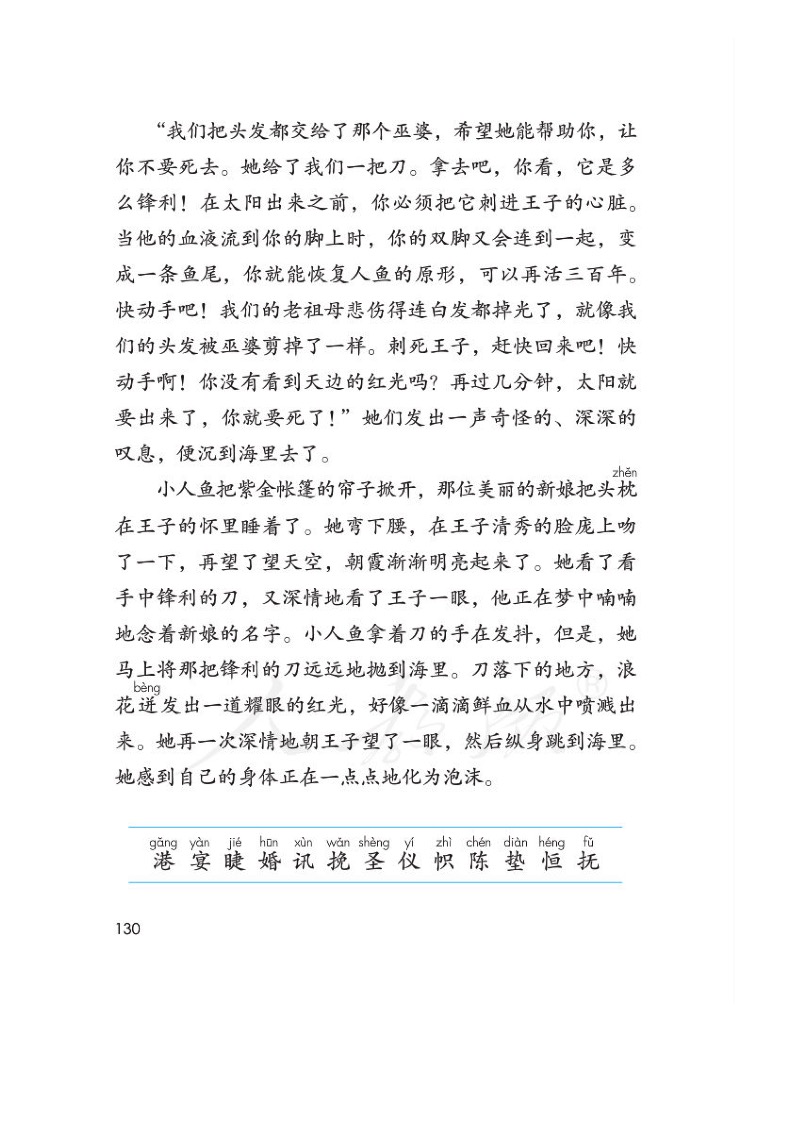 “我们把头发都交给了那个巫婆，希望她能帮助你，让
你不要死去。她给了我们一把刀。拿去吧，你看，它是多
么锋利！在太阳出来之前，你必须把它刺进王子的心脏。
当他的血液流到你的脚上时，你的双脚又会连到一起，变
成一条鱼尾，你就能恢复人鱼的原形，可以再活三百年。
快动手吧！我们的老祖母悲伤得连白发都掉光了，就像我
们的头发被巫婆剪掉了一样。刺死王子，赶快回来吧！快
动手啊！你没有看到天边的红光吗？再过几分钟，太阳就
要出来了，你就要死了！”她们发出一声奇怪的、深深的
叹息，便沉到海里去了。
zhěn
小人鱼把紫金帐篷的帘子掀开，那位美丽的新娘把头枕
在王子的怀里睡着了。她弯下腰，在王子清秀的脸庞上吻
了一下，再望了望天空，朝霞渐渐明亮起来了。她看了看
手中锋利的刀，又深情地看了王子一眼，他正在梦中喃喃
地念着新娘的名字。小人鱼拿着刀的手在发抖，但是，她
马上将那把锋利的刀远远地抛到海里。刀落下的地方，浪
bèng
花迸发出一道耀眼的红光，好像一滴滴鲜血从水中喷溅出
来。她再一次深情地朝王子望了一眼，然后纵身跳到海里。
她感到自己的身体正在一点点地化为泡沫。
gǎng yàn jié hūn xùn wǎn shèng yí zhì chén diàn héng fǔ
港 宴 睫 婚 讯 挽 圣 仪 帜 陈 垫 恒 抚
130